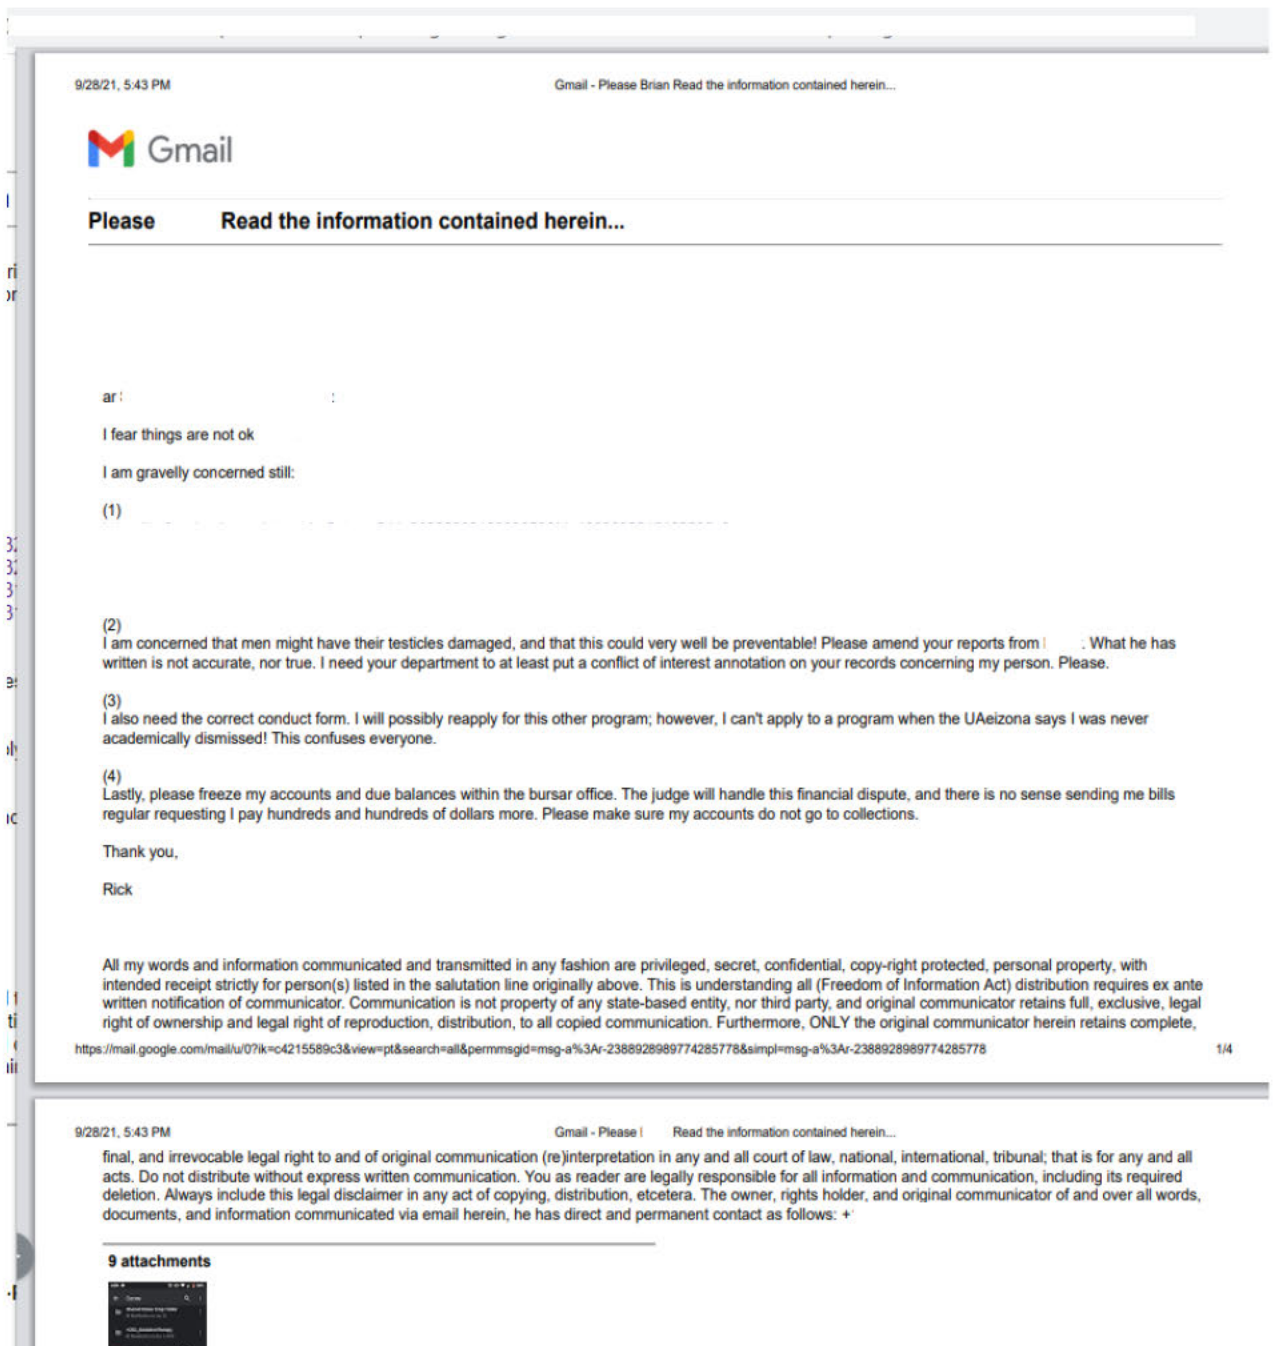 9/28/21, 5:43 PM Gmail - Please Brian Read the information contained herein...
Gmail
Please Read the information contained herein...
ar
:
I fear things are not ok
I am gravelly concerned still:
(1)
(2)
I am concerned that men might have their testicles damaged, and that this could very well be preventable! Please amend your reports from . What he has
written is not accurate, nor true. I need your department to at least put a conflict of interest annotation on your records concerning my person. Please.
(3)
I also need the correct conduct form. I will possibly reapply for this other program; however, I can't apply to a program when the UAeizona says I was never
academically dismissed! This confuses everyone.
(4)
Lastly, please freeze my accounts and due balances within the bursar office. The judge will handle this financial dispute, and there is no sense sending me bills
regular requesting I pay hundreds and hundreds of dollars more. Please make sure my accounts do not go to collections.
Thank you,
Rick
All my words and information communicated and transmitted in any fashion are privileged, secret, confidential, copy-right protected, personal property, with
intended receipt strictly for person(s) listed in the salutation line originally above. This is understanding all (Freedom of Information Act) distribution requires ex ante
written notification of communicator. Communication is not property of any state-based entity, nor third party, and original communicator retains full, exclusive, legal
right of ownership and legal right of reproduction, distribution, to all copied communication. Furthermore, ONLY the original communicator herein retains complete,
https://mail.google.com/mail/u/0?ik=c4215589c3&view=pt&search=all&permmsgid=msg-a%3Ar-2388928989774285778&simpl=msg-a%3Ar-2388928989774285778 1/4
9/28/21, 5:43 PM Gmail - Please Read the information contained herein...
final, and irrevocable legal right to and of original communication (re)interpretation in any and all court of law, national, international, tribunal; that is for any and all
acts. Do not distribute without express written communication. You as reader are legally responsible for all information and communication, including its required
deletion. Always include this legal disclaimer in any act of copying, distribution, etcetera. The owner, rights holder, and original communicator of and over all words,
documents, and information communicated via email herein, he has direct and permanent contact as follows: +
9 attachments